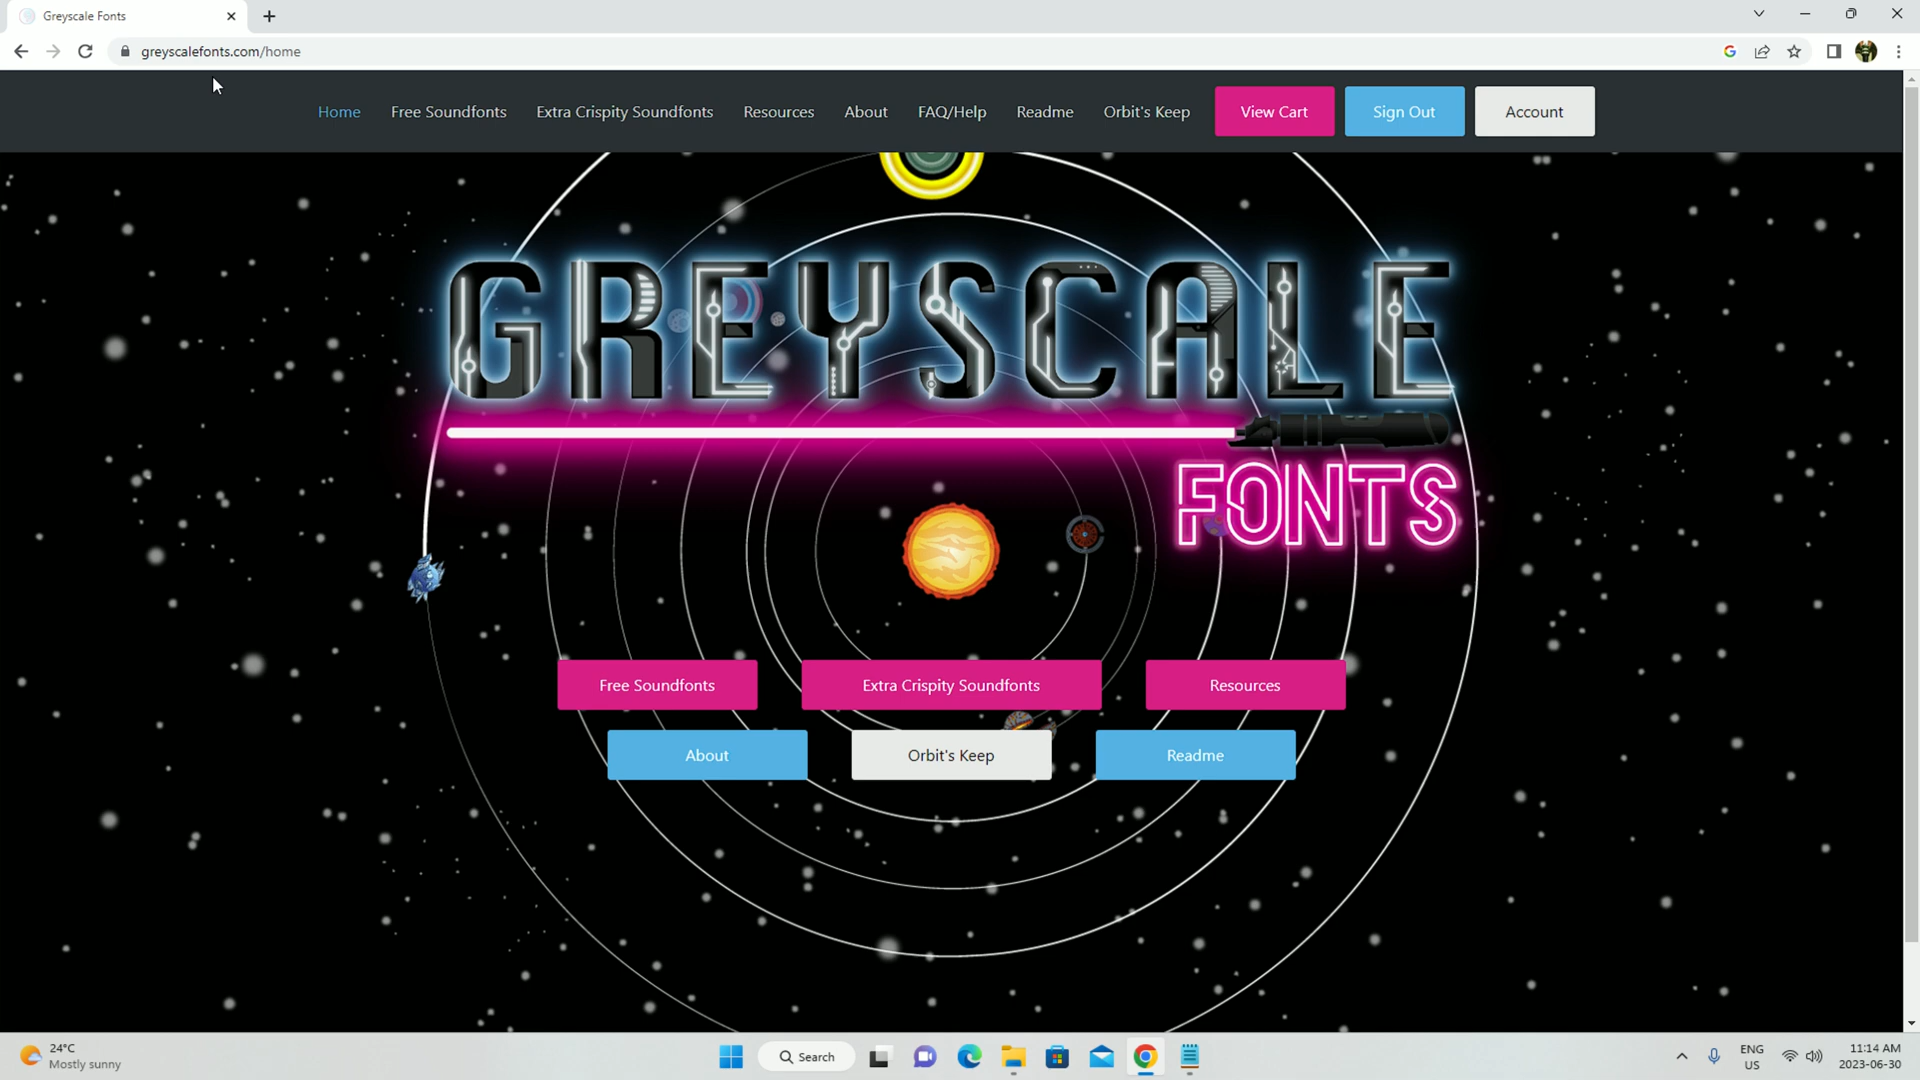 Greyscale Fonts
greyscalefonts.com/home
Home Free Soundfonts Extra Crispity Soundfonts Resources About FAQ/Help Readme Orbit's Keep View Cart Sign Out Account
GREYSCALE
FONTS
Free Soundfonts Extra Crispity Soundfonts Resources
About Orbit's Keep Readme
24°C
Mostly sunny
Search
ENG
US
11:14 AM
2023-06-30